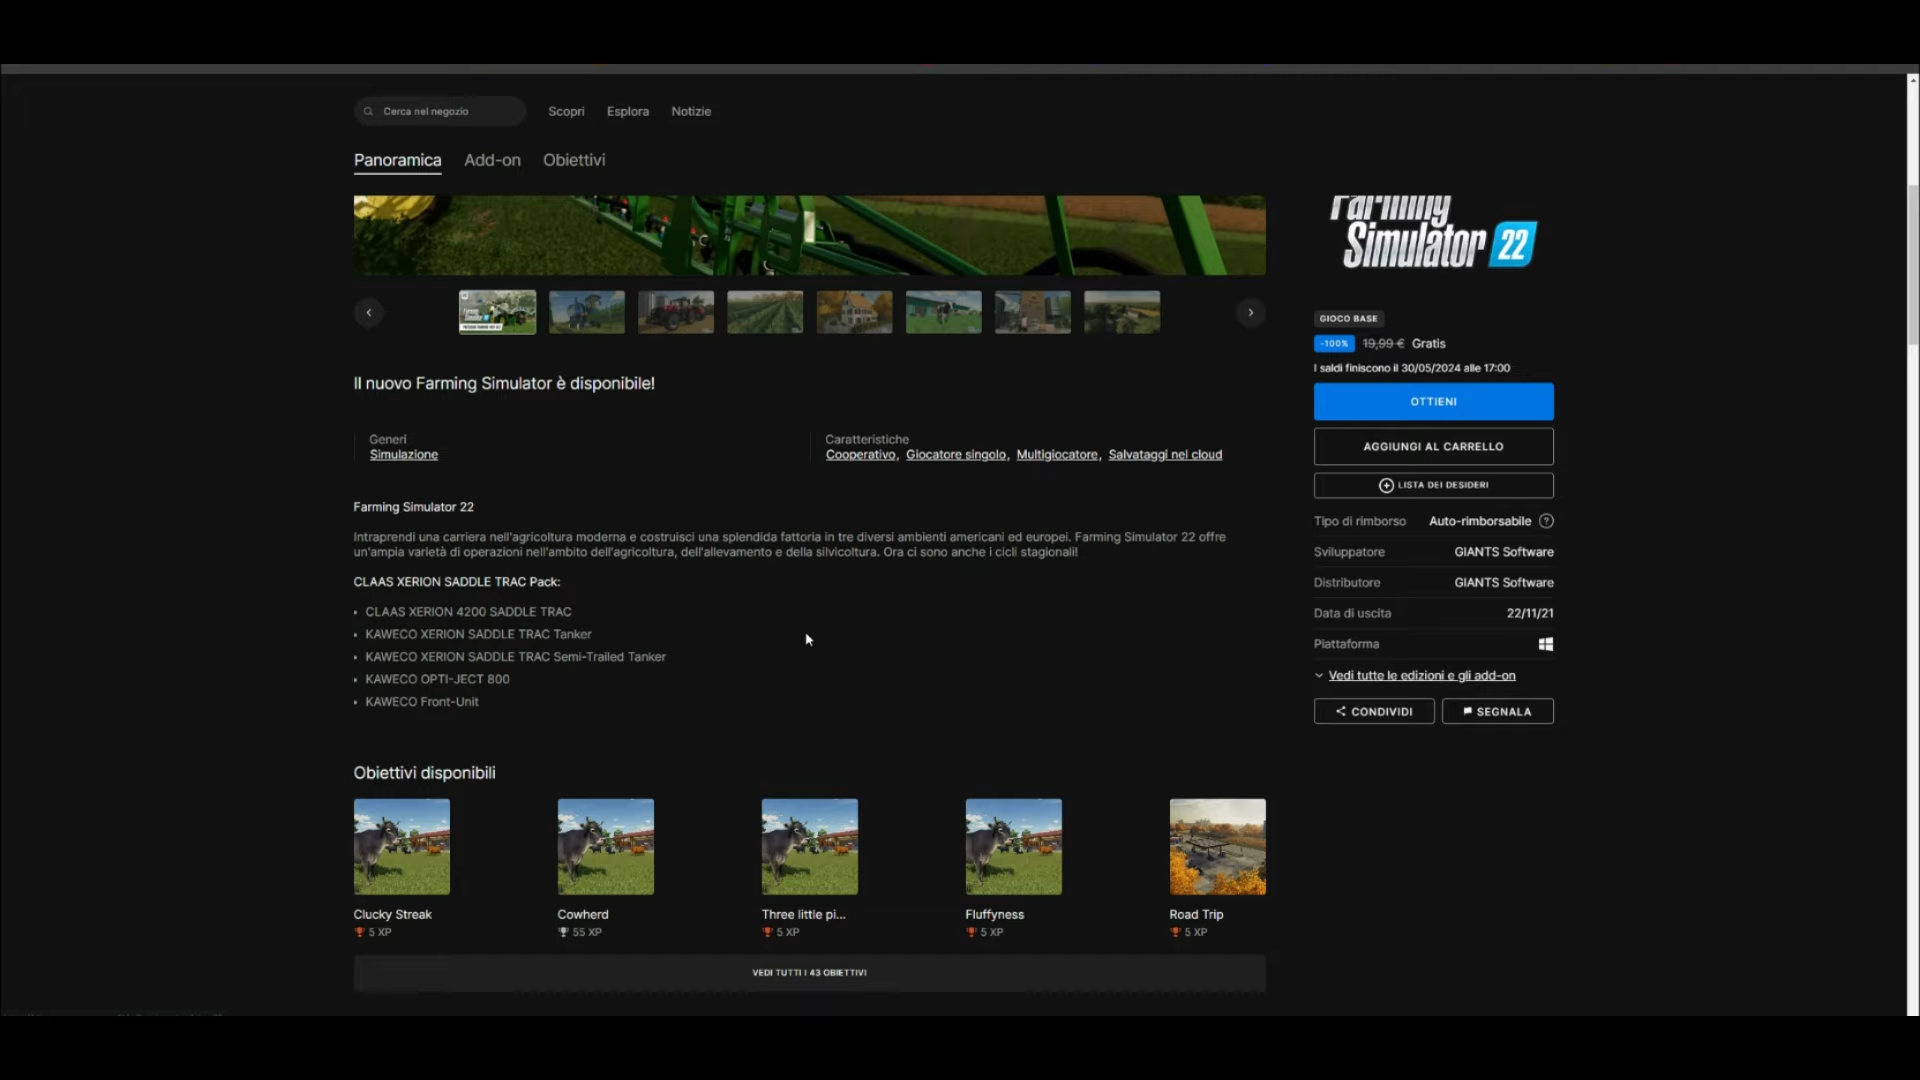 Cerca nel negozio
Scopri
Esplora
Notizie
Panoramica
Add-on
Obiettivi
Farming
Simulator 22
GIOCO BASE
-100% 19,99 € Gratis
I saldi finiscono il 30/05/2024 alle 17:00
OTTIENI
AGGIUNGI AL CARRELLO
LISTA DEI DESIDERI
Tipo di rimborso Auto-rimborsabile
Sviluppatore GIANTS Software
Distributore GIANTS Software
Data di uscita 22/11/21
Piattaforma
Vedi tutte le edizioni e gli add-on
CONDIVIDI
SEGNALA
Il nuovo Farming Simulator è disponibile!
Generi
Simulazione
Caratteristiche
Cooperativo, Giocatore singolo, Multigiocatore, Salvataggi nel cloud
Farming Simulator 22
Intraprendi una carriera nell'agricoltura moderna e costruisci una splendida fattoria in tre diversi ambienti americani ed europei. Farming Simulator 22 offre
un'ampia varietà di operazioni nell'ambito dell'agricoltura, dell'allevamento e della silvicoltura. Ora ci sono anche i cicli stagionali!
CLAAS XERION SADDLE TRAC Pack:
• CLAAS XERION 4200 SADDLE TRAC
• KAWECO XERION SADDLE TRAC Tanker
• KAWECO XERION SADDLE TRAC Semi-Trailed Tanker
• KAWECO OPTI-JECT 800
• KAWECO Front-Unit
Obiettivi disponibili
Clucky Streak
5 XP
Cowherd
55 XP
Three little pi...
5 XP
Fluffyness
5 XP
Road Trip
5 XP
VEDI TUTTI I 43 OBIETTIVI